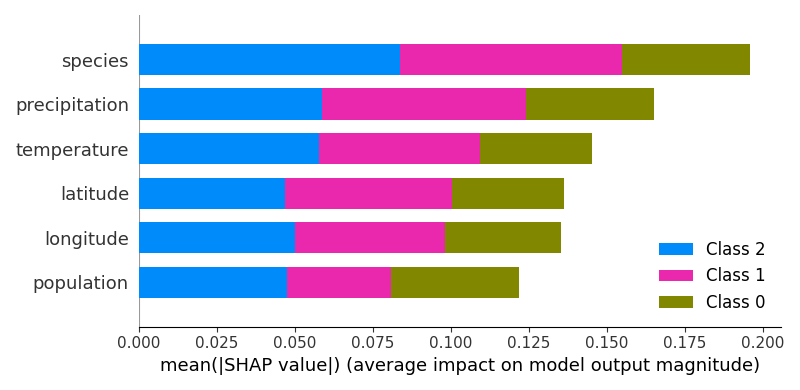 species
precipitation
temperature
latitude
longitude
population
Class 2
Class 1
Class 0
0.000 0.025 0.050 0.075 0.100 0.125 0.150 0.175 0.200
mean(|SHAP value|) (average impact on model output magnitude)